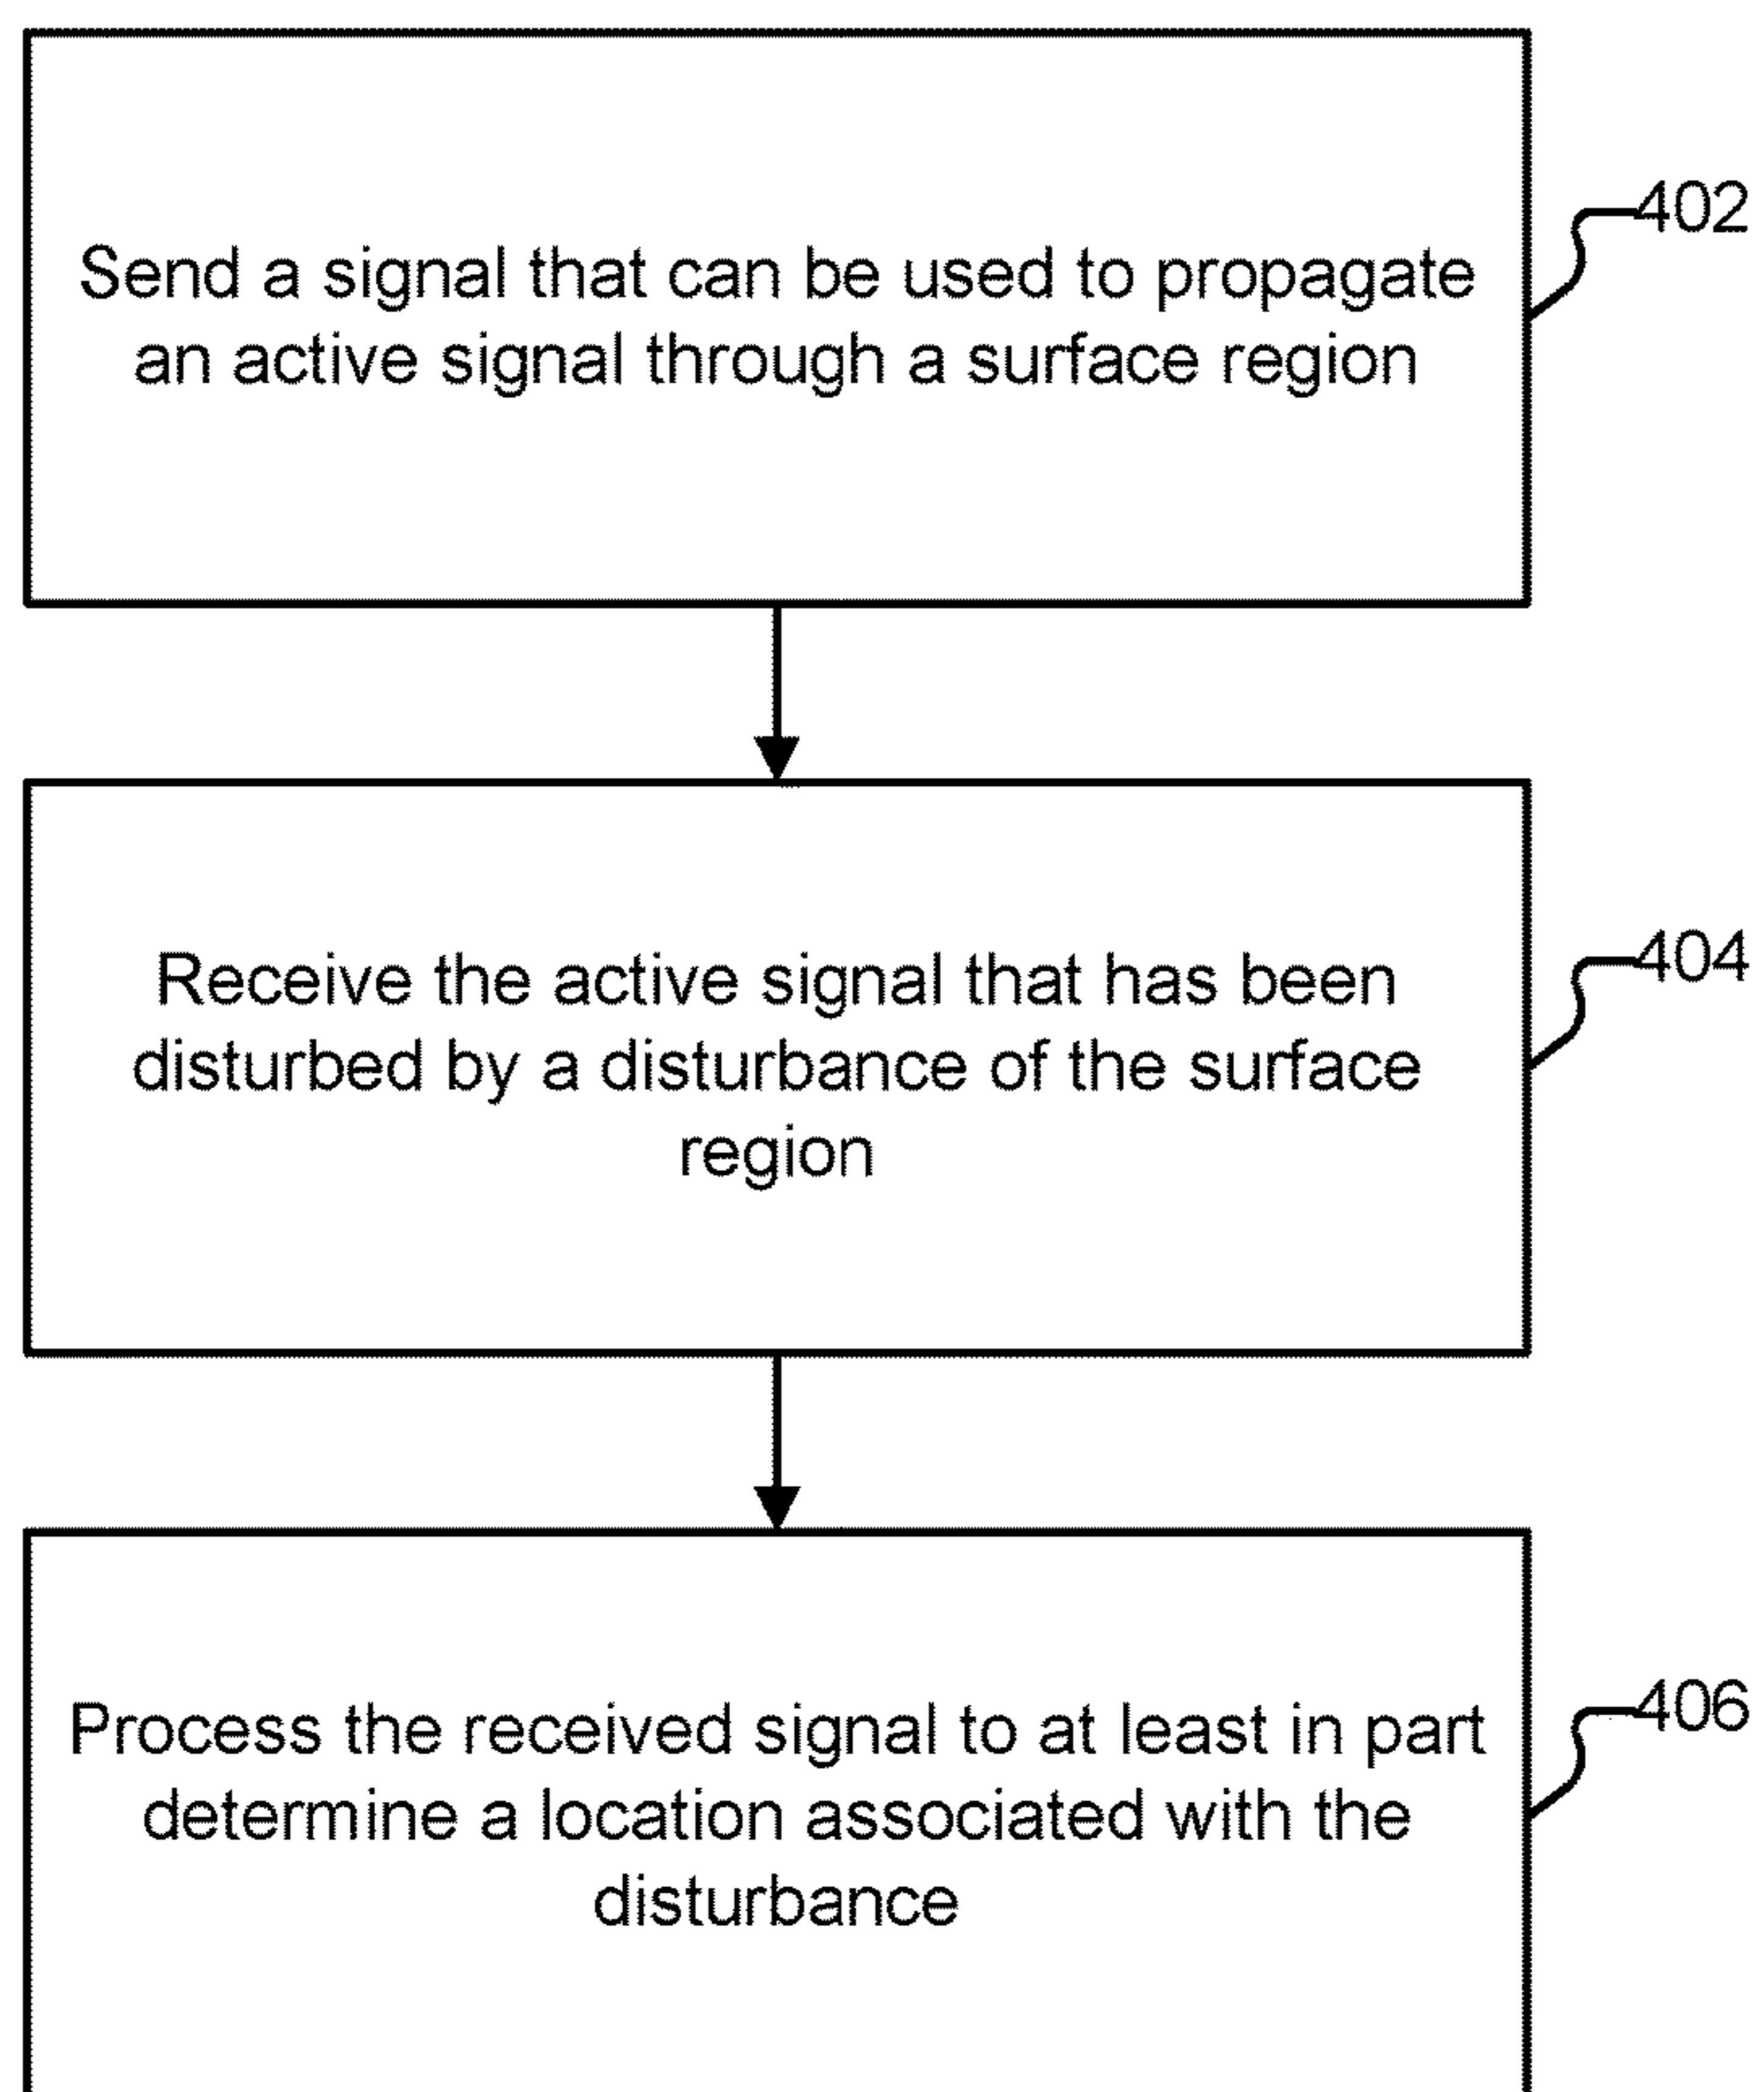 402
Send a signal that can be used to propagate
an active signal through a surface region
404
Receive the active signal that has been
disturbed by a disturbance of the surface
region
406
Process the received signal to at least in part
determine a location associated with the
disturbance